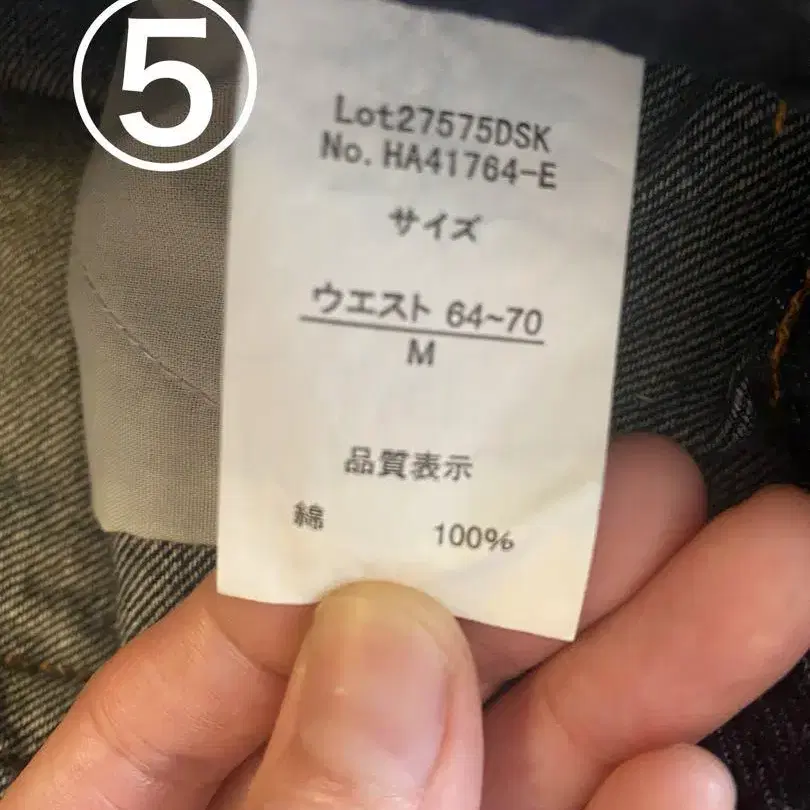 ⑤
Lot27575DSK
No.HA41764-E
サイズ
ウエスト 64~70
M
品質表示
綿 100%